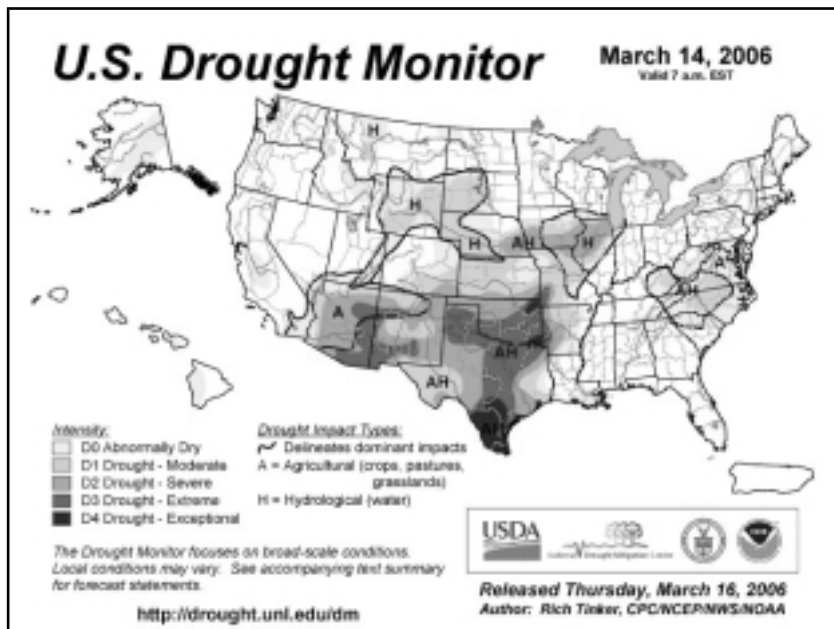 U.S. Drought Monitor
March 14, 2006
Valid 7 a.m. EST
H
H
H
AH
H
A
AH
A
AH
AH
AH
Intensity:
D0 Abnormally Dry
D1 Drought - Moderate
D2 Drought - Severe
D3 Drought - Extreme
D4 Drought - Exceptional
Drought Impact Types:
Delineates dominant impacts
A = Agricultural (crops, pastures,
grasslands)
H = Hydrological (water)
The Drought Monitor focuses on broad-scale conditions.
Local conditions may vary. See accompanying text summary
for forecast statements.
http://drought.unl.edu/dm
USDA
Drought Mitigation Center
Released Thursday, March 16, 2006
Author: Rich Tinker, CPC/NCEP/NWS/NOAA